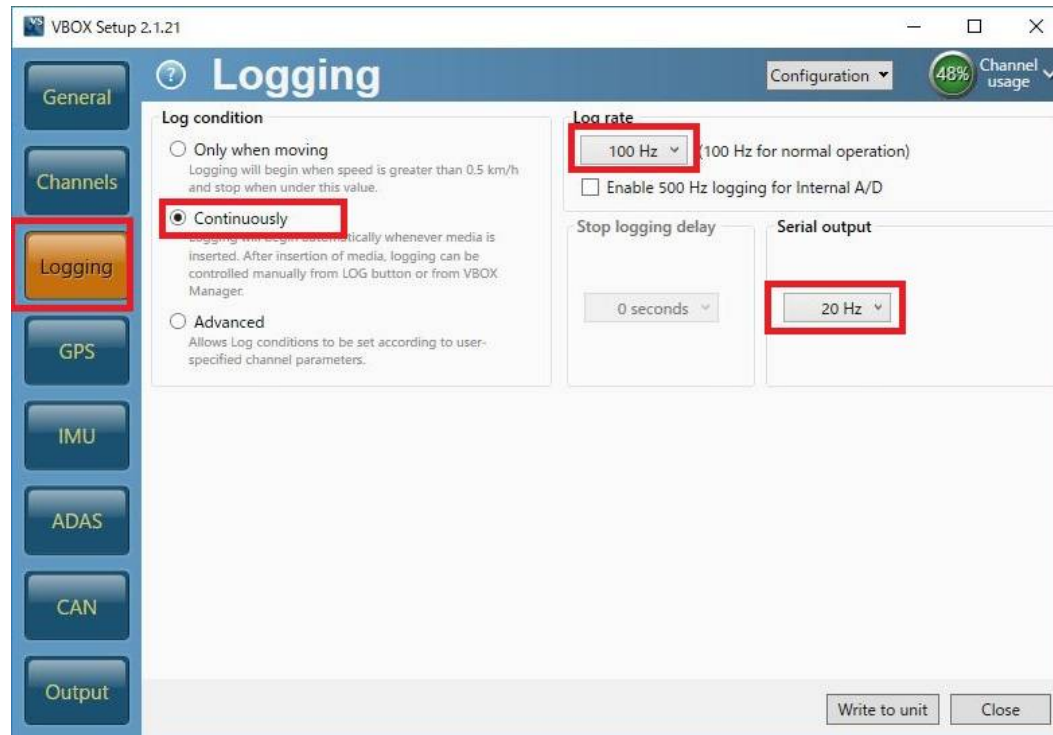 VBOX Setup 2.1.21
Logging
Configuration
48%
Channel
usage
General
Channels
Logging
GPS
IMU
ADAS
CAN
Output
Log condition
Only when moving
Logging will begin when speed is greater than 0.5 km/h
and stop when under this value.
Continuously
Logging will begin automatically whenever media is
inserted. After insertion of media, logging can be
controlled manually from LOG button or from VBOX
Manager.
Advanced
Allows Log conditions to be set according to user-
specified channel parameters.
Log rate
100 Hz (100 Hz for normal operation)
Enable 500 Hz logging for Internal A/D
Stop logging delay
0 seconds
Serial output
20 Hz
Write to unit
Close